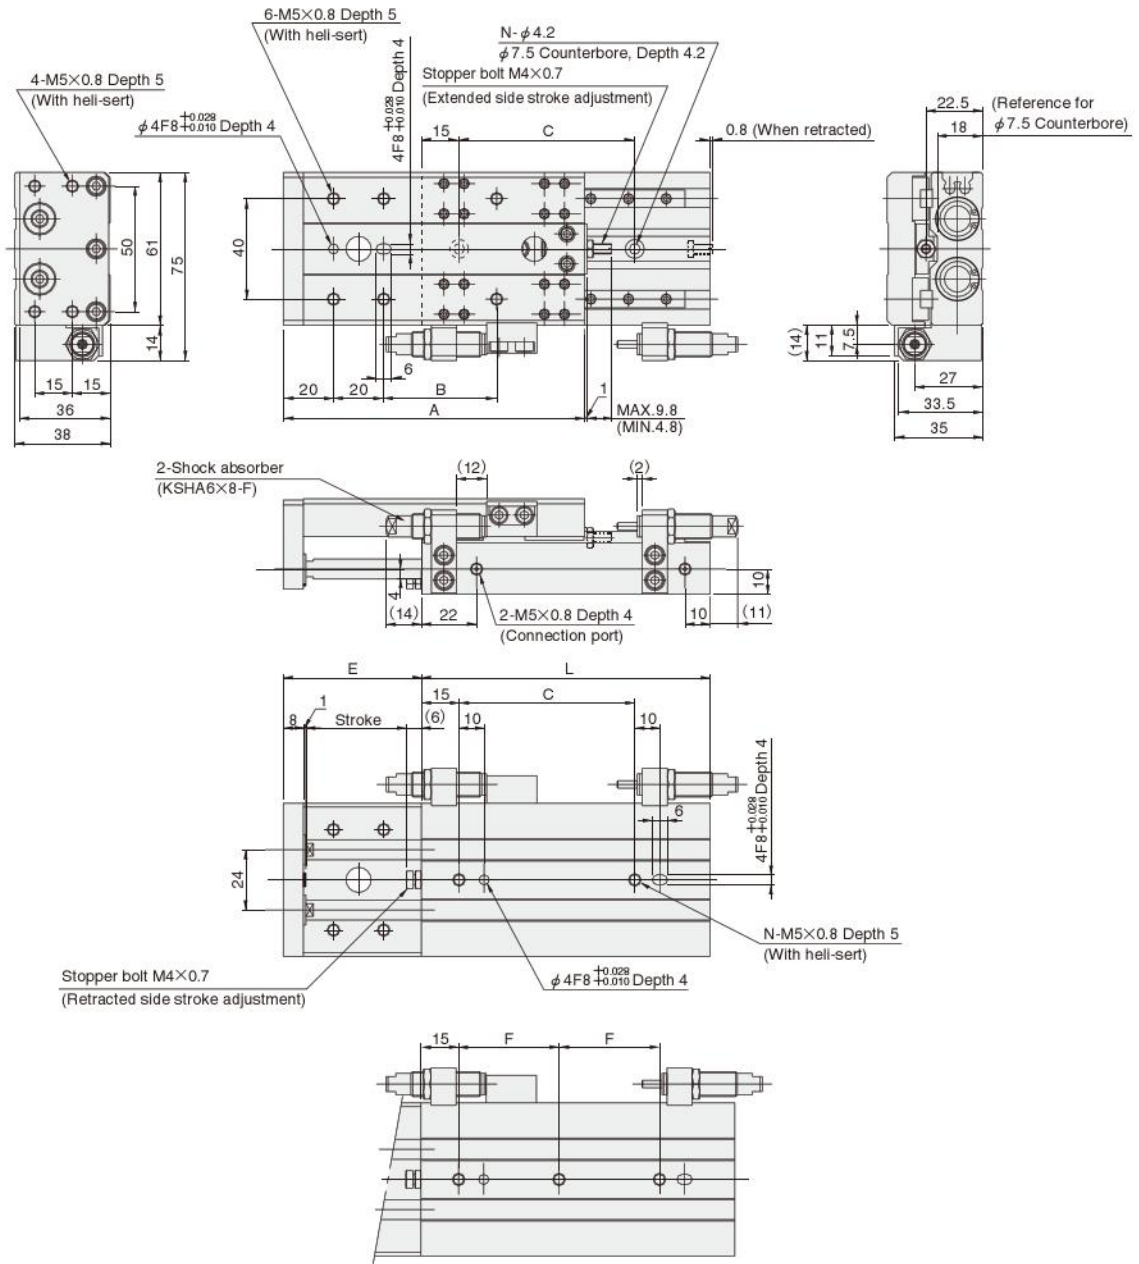 6-M5×0.8 Depth 5
(With heli-sert)
N-φ4.2
φ7.5 Counterbore, Depth 4.2
4-M5×0.8 Depth 5
(With heli-sert)
Stopper bolt M4×0.7
(Extended side stroke adjustment)
φ4F8 +0.028 +0.010 Depth 4
4F8 +0.028 +0.010 Depth 4
15
C
0.8 (When retracted)
22.5
18
(Reference for
φ7.5 Counterbore)
50
61
75
14
40
(14)
11
7.5
15
15
36
38
20
20
B
6
A
1
MAX.9.8
(MIN.4.8)
27
33.5
35
2-Shock absorber
(KSHA6×8-F)
(12)
(2)
10
4
(14)
22
2-M5×0.8 Depth 4
(Connection port)
10
(11)
E
L
1
15
C
8
Stroke
(6)
10
10
4F8 +0.028 +0.010 Depth 4
6
24
N-M5×0.8 Depth 5
(With heli-sert)
Stopper bolt M4×0.7
(Retracted side stroke adjustment)
φ4F8 +0.028 +0.010 Depth 4
15
F
F